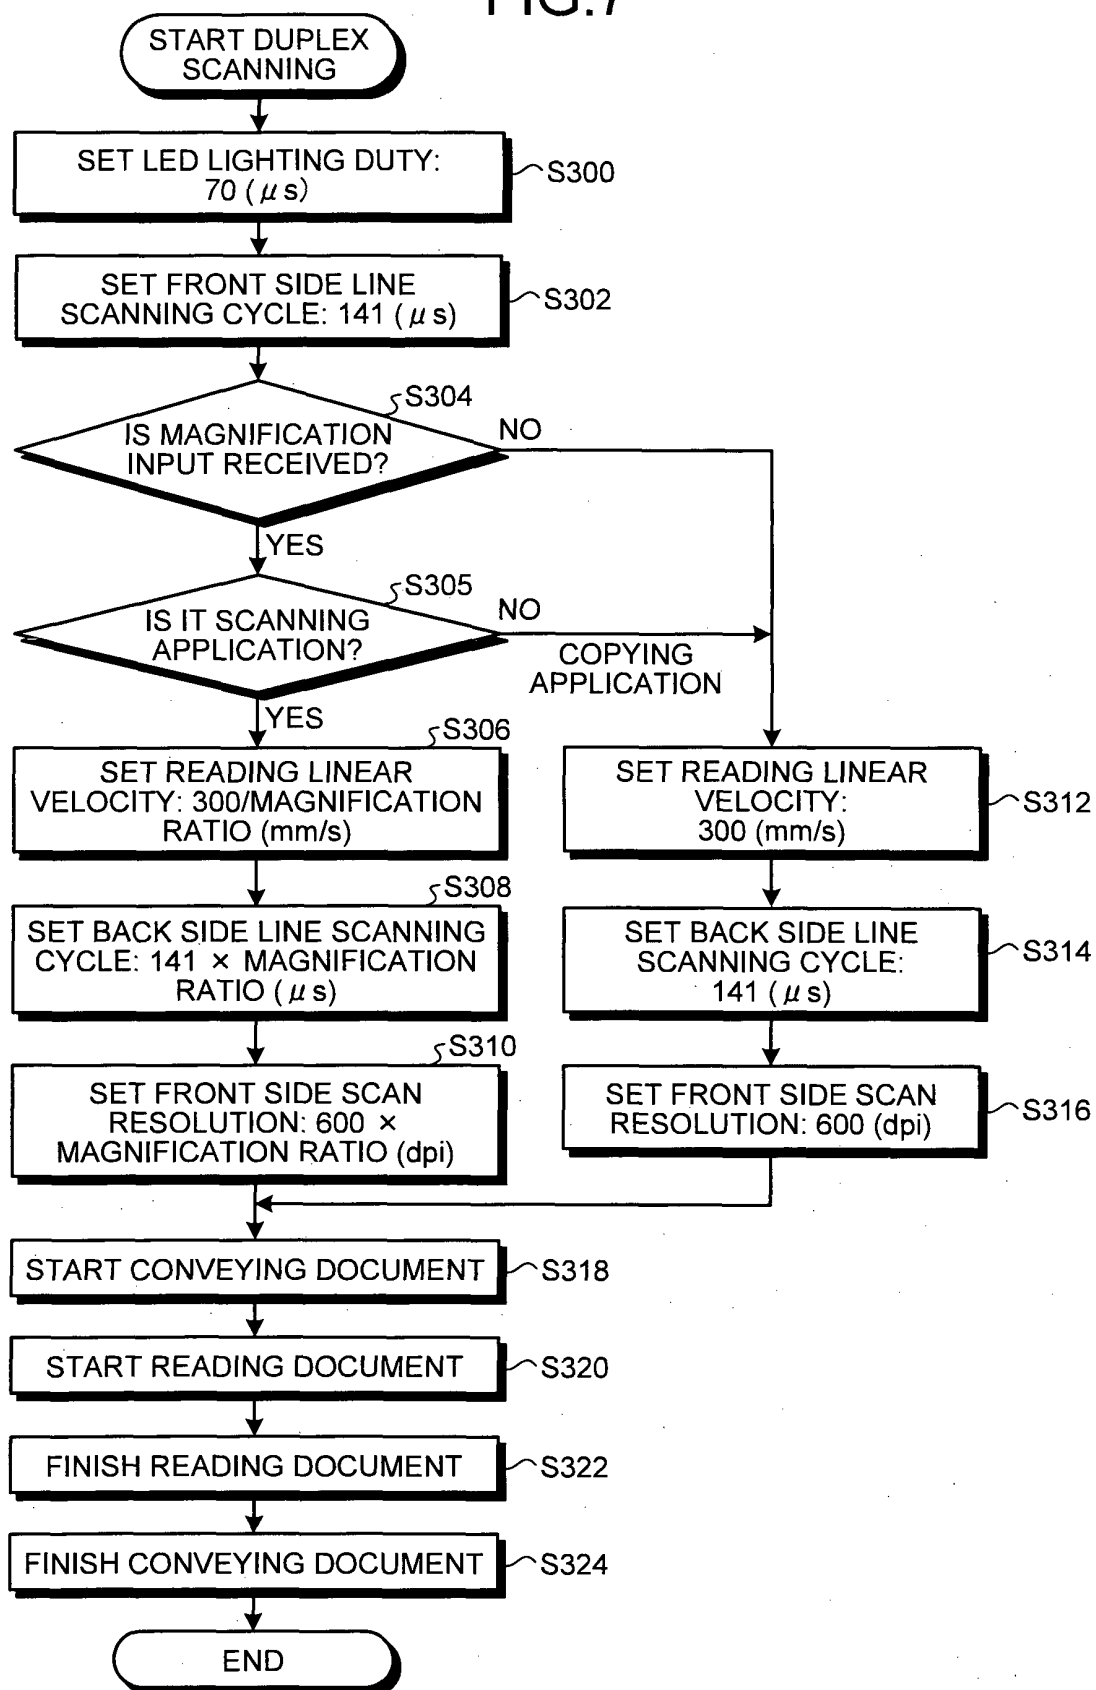 FIG.7
START DUPLEX
SCANNING
SET LED LIGHTING DUTY:
70 (μs)
S300
SET FRONT SIDE LINE
SCANNING CYCLE: 141 (μs)
S302
S304
IS MAGNIFICATION
INPUT RECEIVED?
NO
YES
S305
IS IT SCANNING
APPLICATION?
NO
COPYING
APPLICATION
YES
S306
SET READING LINEAR
VELOCITY: 300/MAGNIFICATION
RATIO (mm/s)
SET READING LINEAR
VELOCITY:
300 (mm/s)
S312
S308
SET BACK SIDE LINE SCANNING
CYCLE: 141 × MAGNIFICATION
RATIO (μs)
SET BACK SIDE LINE
SCANNING CYCLE:
141 (μs)
S314
S310
SET FRONT SIDE SCAN
RESOLUTION: 600 ×
MAGNIFICATION RATIO (dpi)
SET FRONT SIDE SCAN
RESOLUTION: 600 (dpi)
S316
START CONVEYING DOCUMENT
S318
START READING DOCUMENT
S320
FINISH READING DOCUMENT
S322
FINISH CONVEYING DOCUMENT
S324
END